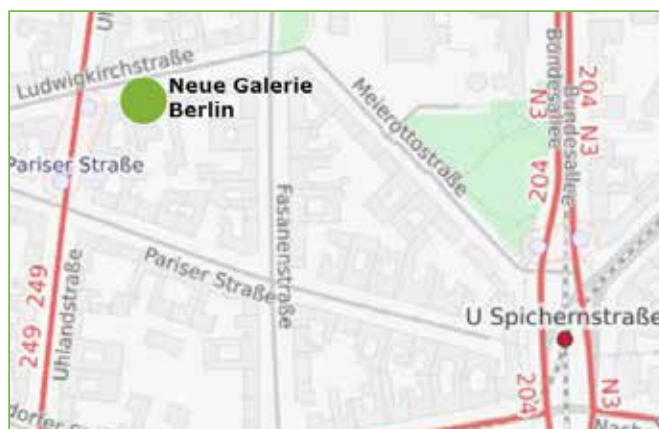 Ludwigkirchstraße
Neue Galerie
Berlin
Meierottostraße
Bundesallee
N3
204
Bundesallee
204
N3
Pariser Straße
Fasanenstraße
Pariser Straße
249
249
Uhlandstraße
U Spichernstraße
204
N3